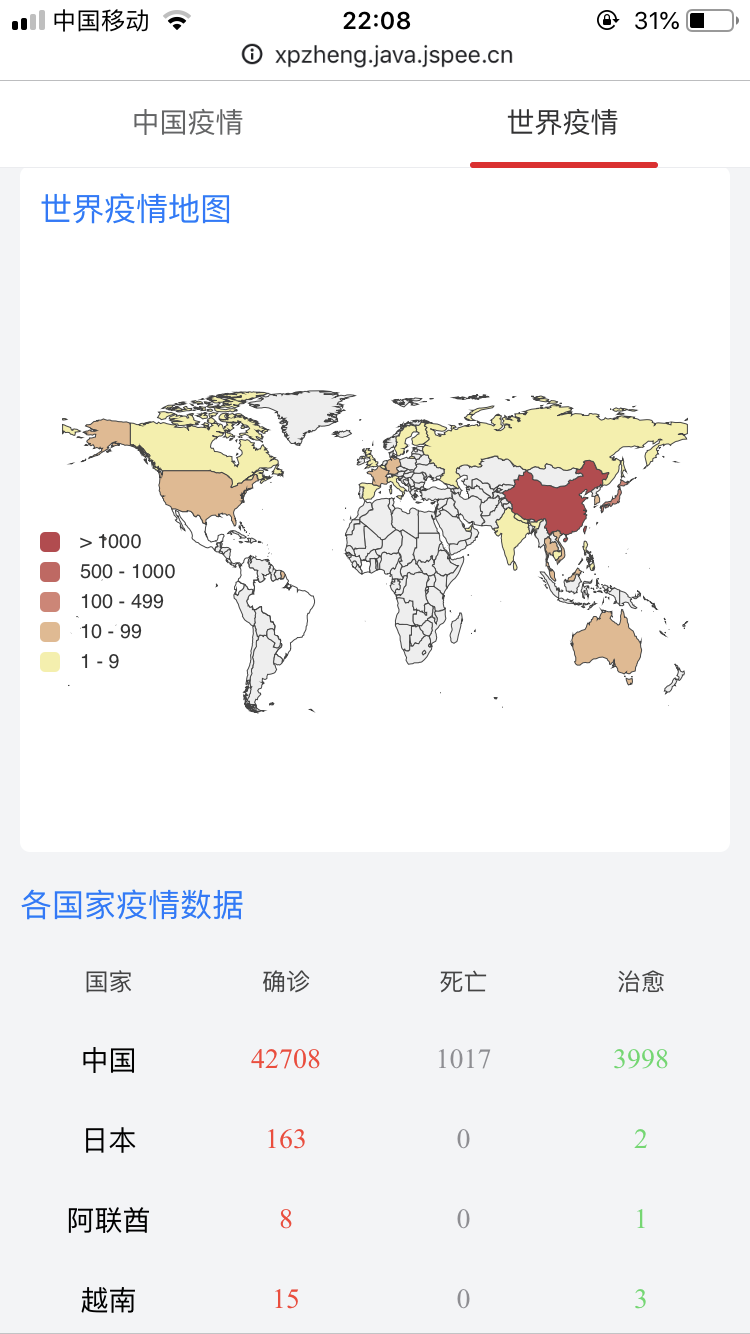 中国移动 22:08 31%
xpzheng.java.jspee.cn
中国疫情 世界疫情
世界疫情地图
> 1000
500 - 1000
100 - 499
10 - 99
1 - 9
各国家疫情数据
国家 确诊 死亡 治愈
中国 42708 1017 3998
日本 163 0 2
阿联酋 8 0 1
越南 15 0 3